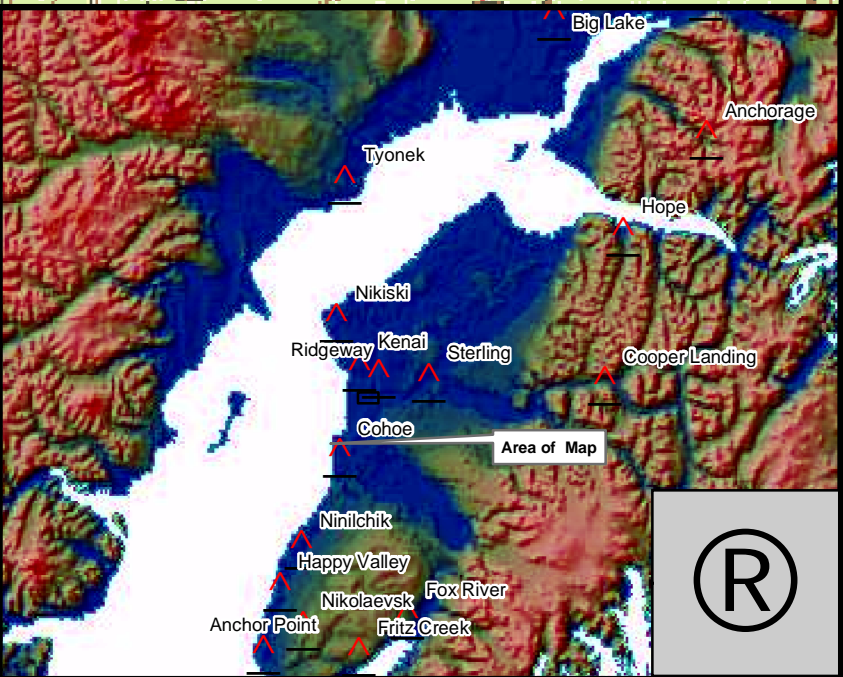 Big Lake
Anchorage
Tyonek
Hope
Nikiski
Ridgeway Kenai
Sterling
Cooper Landing
Cohoe
Area of Map
Ninilchik
Happy Valley
Nikolaevsk
Fox River
Anchor Point
Fritz Creek
®